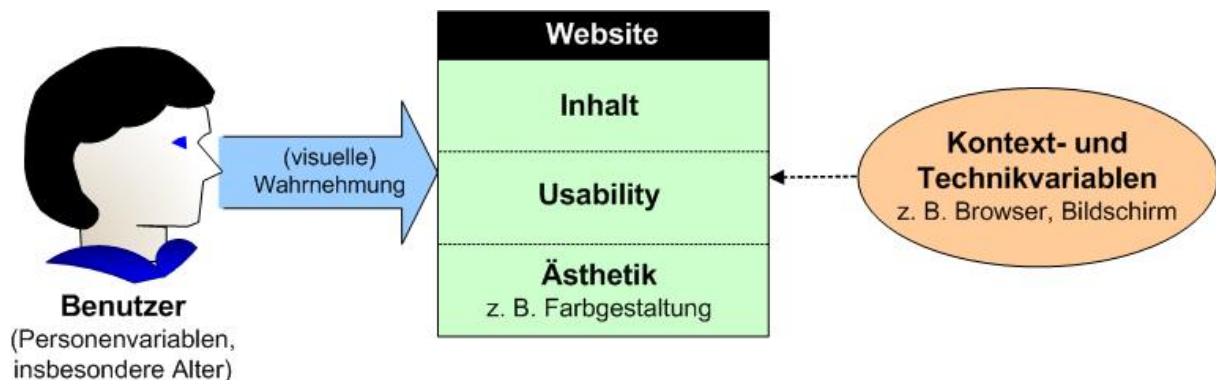 Benutzer
(Personenvariablen,
insbesondere Alter)
(visuelle)
Wahrnehmung
Website
Inhalt
Usability
Ästhetik
z. B. Farbgestaltung
Kontext- und
Technikvariablen
z. B. Browser, Bildschirm